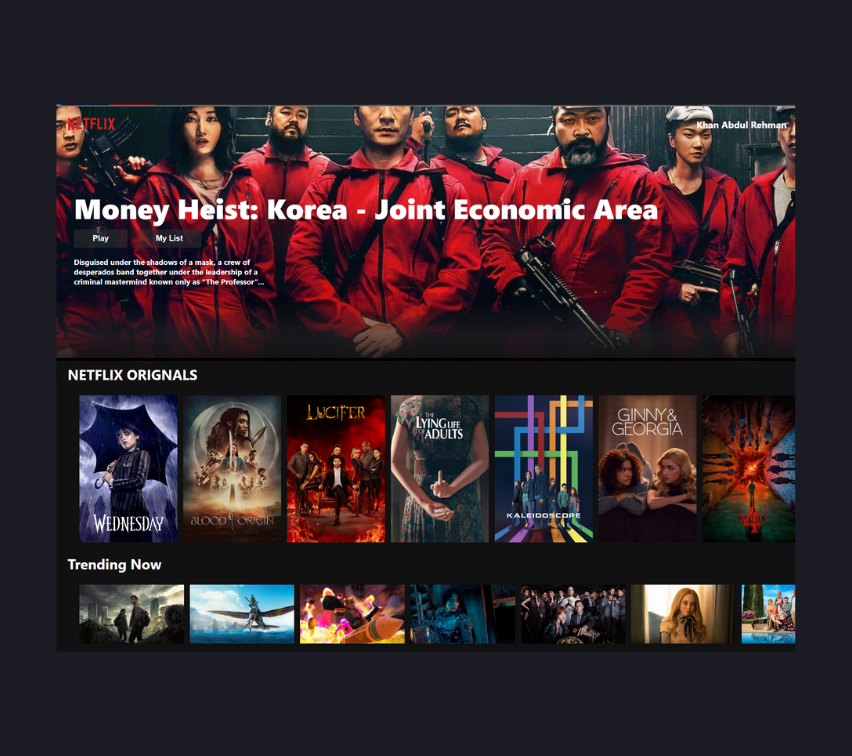 NETFLIX
Khan Abdul Rehman
Money Heist: Korea - Joint Economic Area
Play
My List
Disguised under the shadows of a mask, a crew of
desperados band together under the leadership of a
criminal mastermind known only as "The Professor"...
NETFLIX ORIGNALS
WEDNESDAY
BLOOD ORIGIN
LUCIFER
THE
LYING LIFE
OF ADULTS
KALEIDOSCOPE
GINNY &
GEORGIA
4
Trending Now